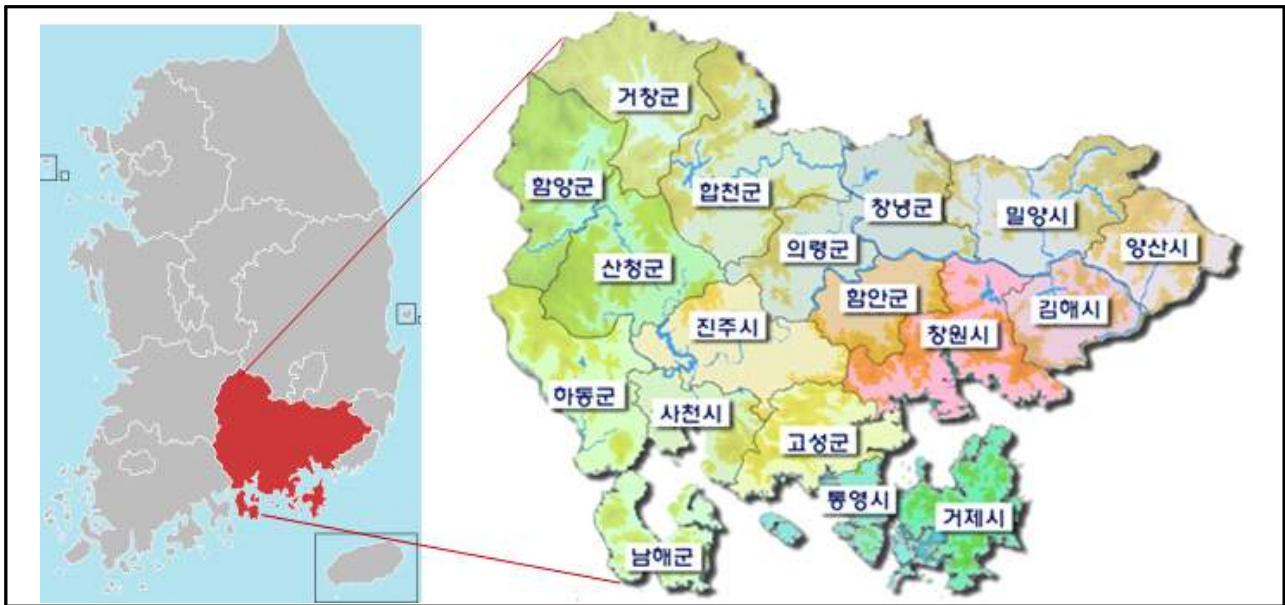 거창군
함양군
합천군
창녕군
밀양시
양산시
산청군
의령군
함안군
김해시
진주시
창원시
하동군
사천시
고성군
통영시
거제시
남해군